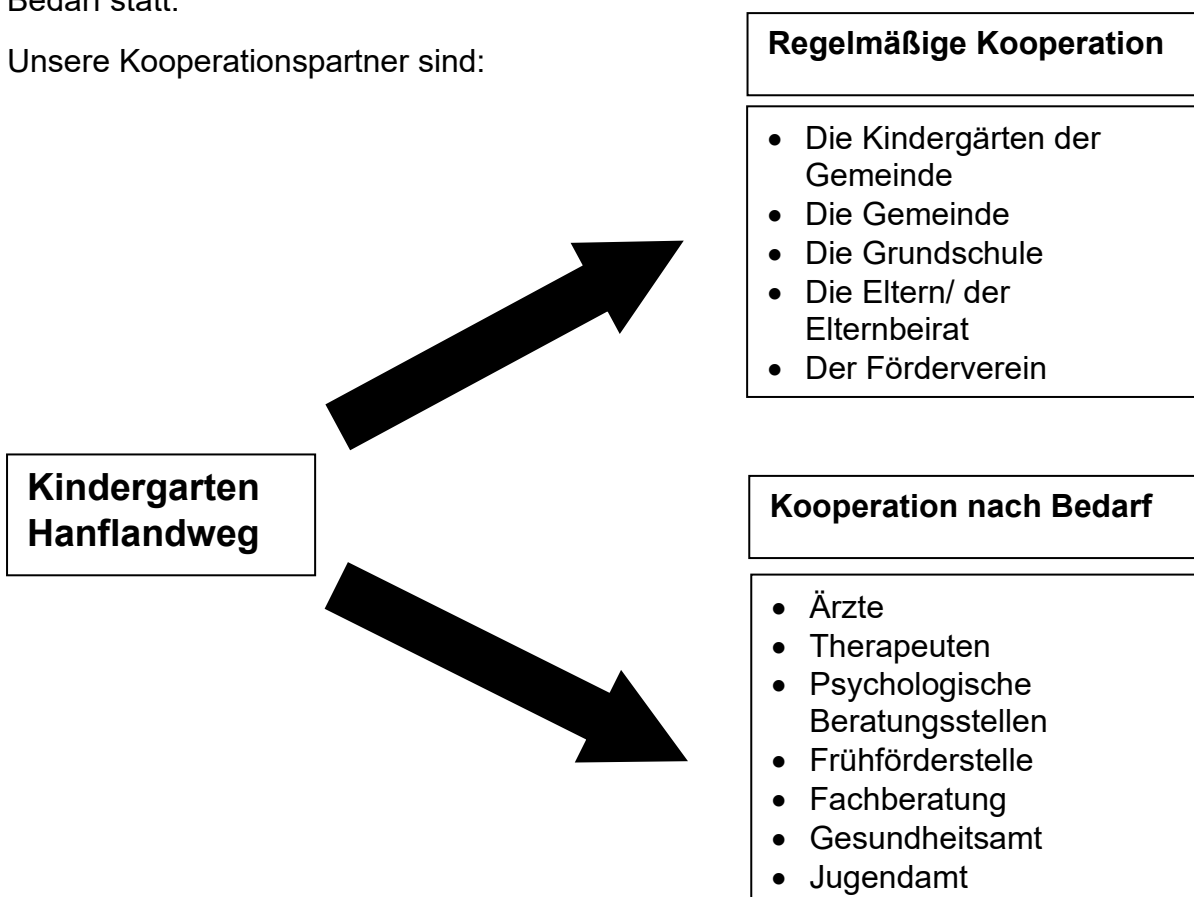 Bedarf statt.
Unsere Kooperationspartner sind:
Regelmäßige Kooperation
• Die Kindergärten der
Gemeinde
• Die Gemeinde
• Die Grundschule
• Die Eltern/ der
Elternbeirat
• Der Förderverein
Kindergarten
Hanflandweg
Kooperation nach Bedarf
• Ärzte
• Therapeuten
• Psychologische
Beratungsstellen
• Frühförderstelle
• Fachberatung
• Gesundheitsamt
• Jugendamt